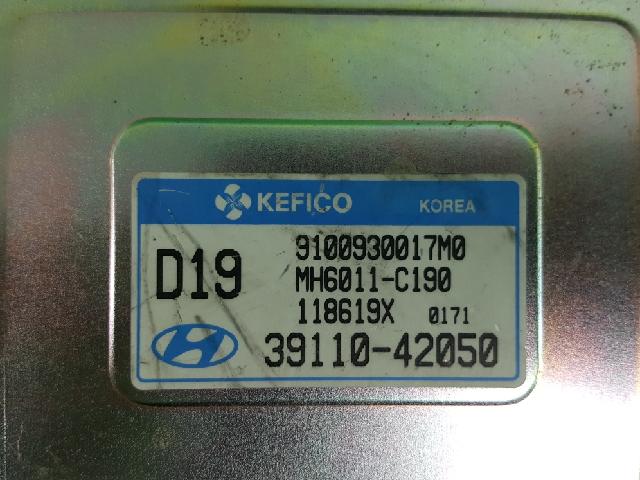 KEFICO KOREA
D19
9100930017M0
MH6011-C190
118619X 0171
39110-42050